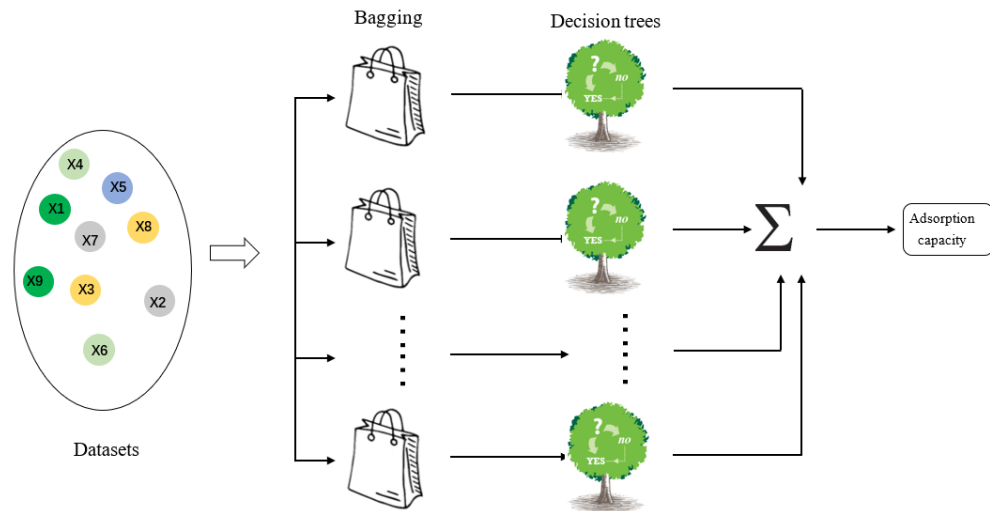 Bagging
Decision trees
? no
YES
X4
X5
X1
X8
X7
? no
YES
Σ
Adsorption
capacity
X9
X3
X2
X6
? no
YES
Datasets